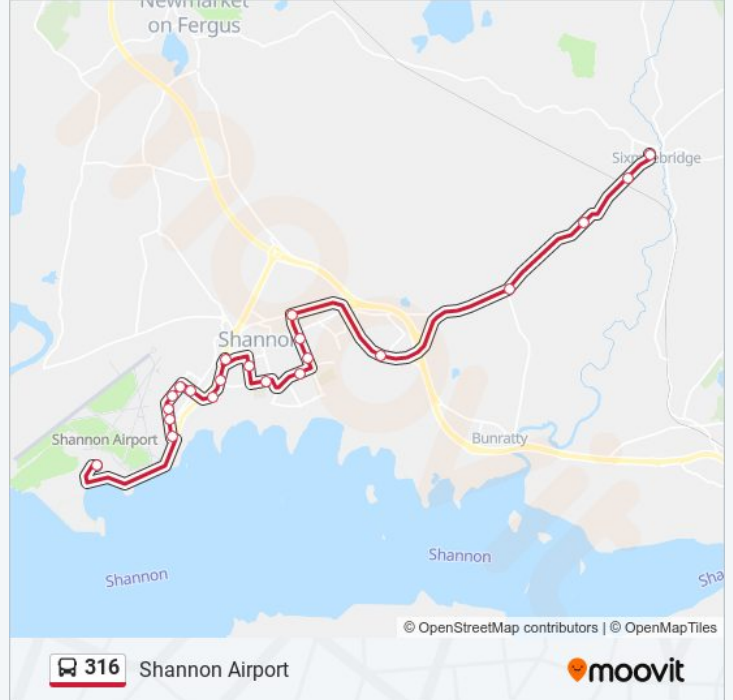 Newmarket
on Fergus
Sixmilebridge
Shannon
Shannon Airport
Bunratty
Shannon
Shannon
Sha
© OpenStreetMap contributors | © OpenMapTiles
316 Shannon Airport
moovit